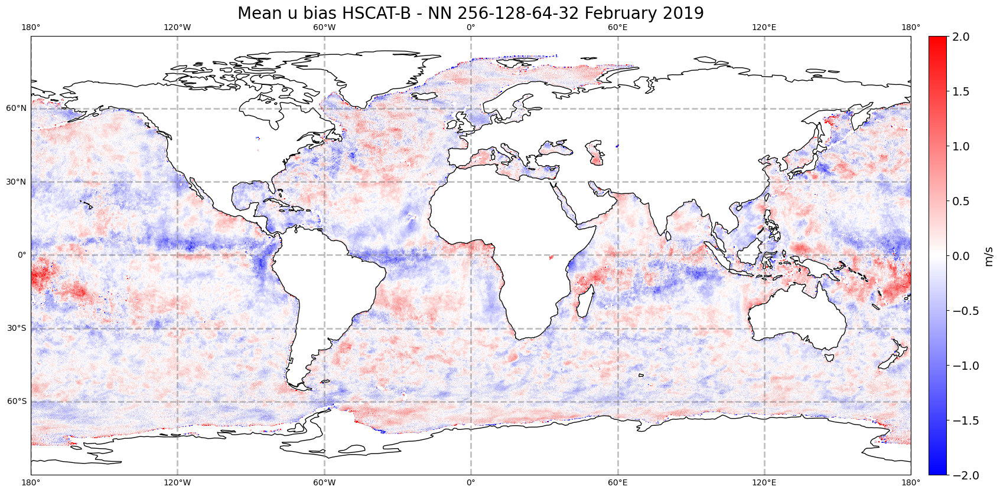 Mean u bias HSCAT-B - NN 256-128-64-32 February 2019
180° 120°W 60°W 0° 60°E 120°E 180°
60°N
30°N
0°
30°S
60°S
180° 120°W 60°W 0° 60°E 120°E 180°
2.0
1.5
1.0
0.5
0.0
−0.5
−1.0
−1.5
−2.0
m/s